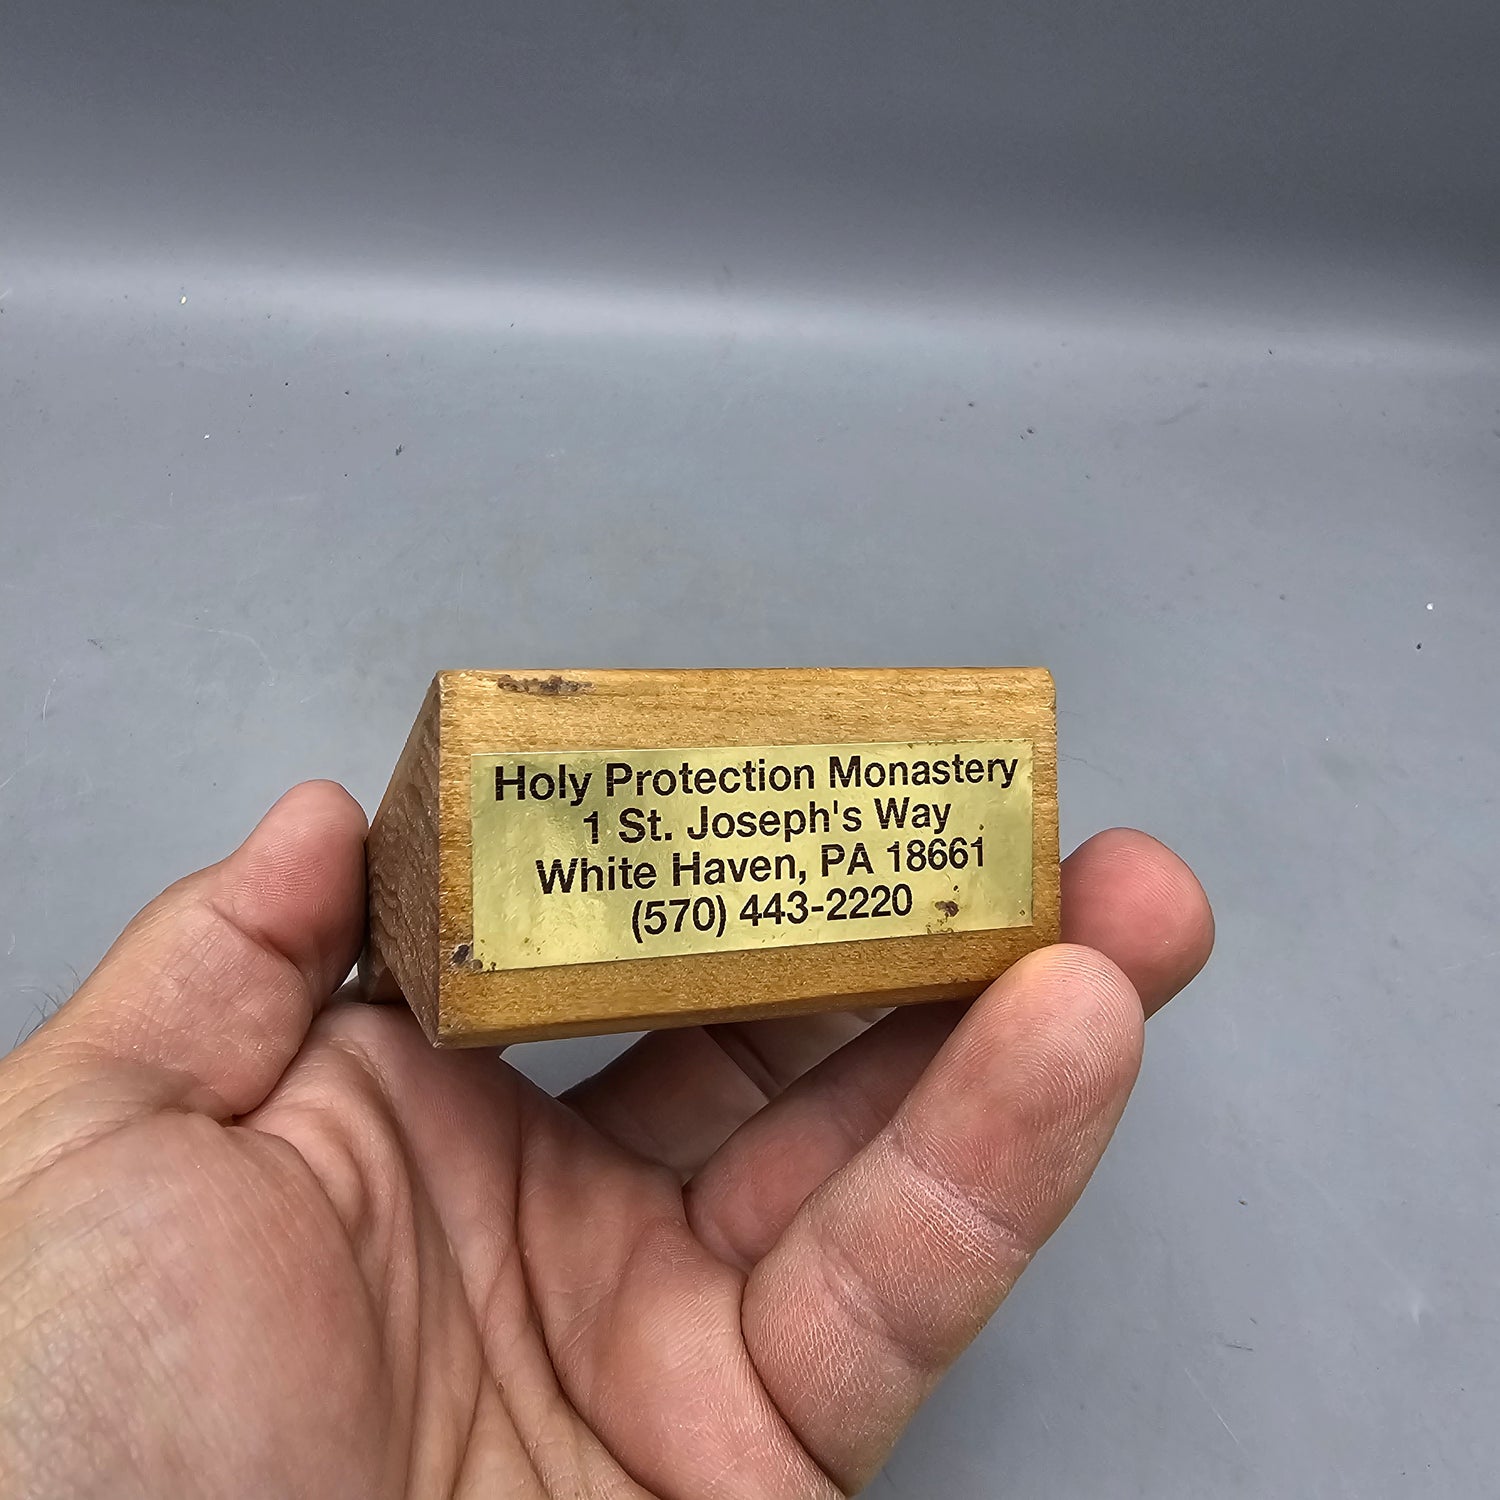 Holy Protection Monastery
1 St. Joseph's Way
White Haven, PA 18661
(570) 443-2220